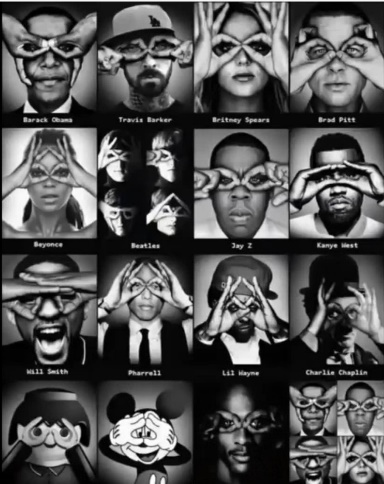 Barack Obama Travis Barker Britney Spears Brad Pitt
Beyonce Beatles Jay Z Kanye West
Will Smith Pharrell Lil Wayne Charlie Chaplin